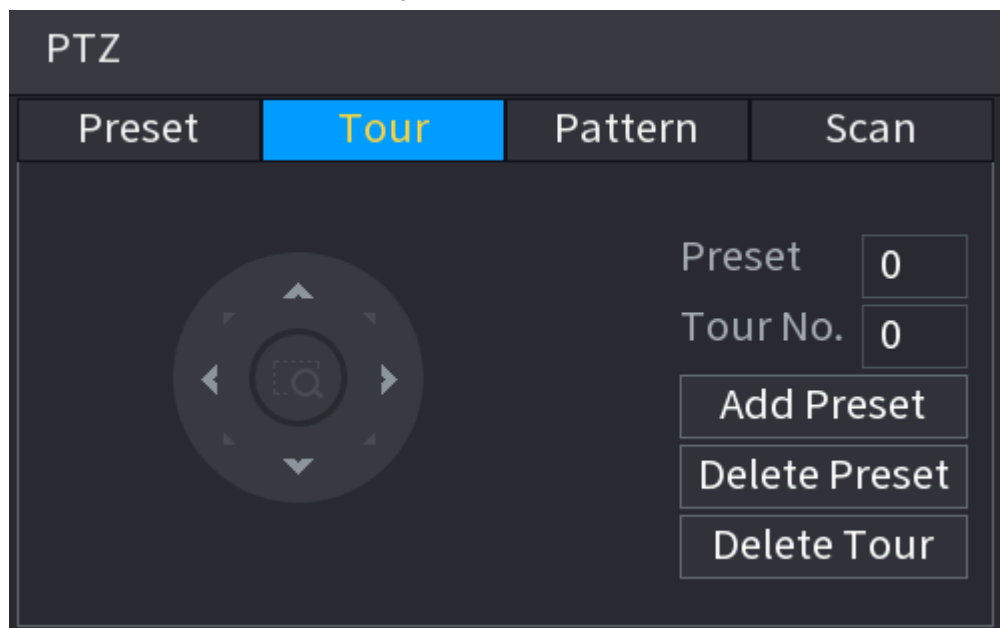 PTZ
Preset Tour Pattern Scan
Preset 0
Tour No. 0
Add Preset
Delete Preset
Delete Tour